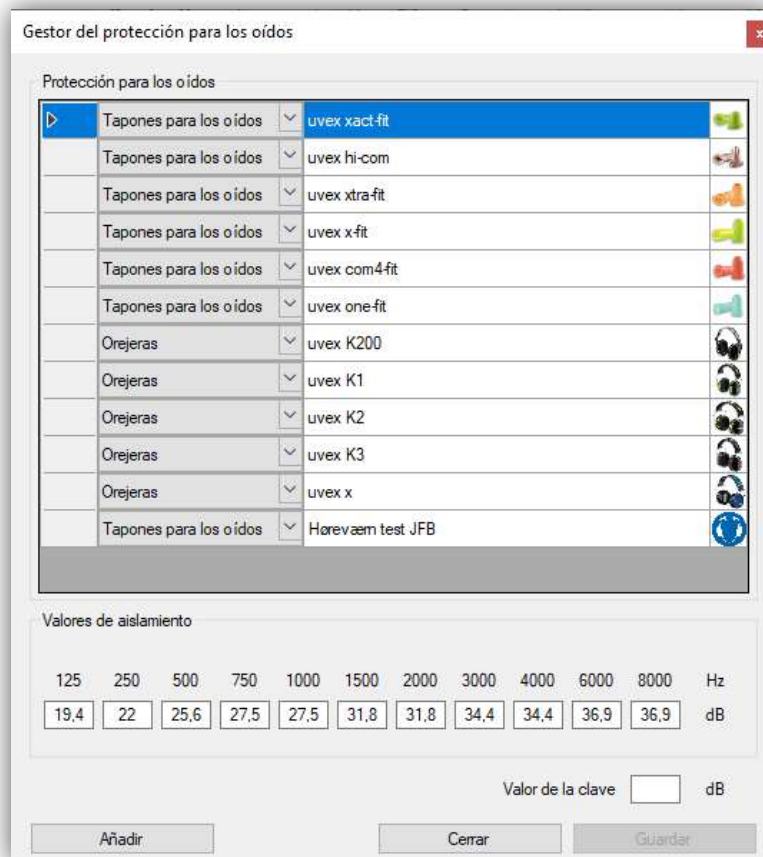 Gestor del protección para los oídos
x
Protección para los oídos
Tapones para los oídos uvex xact-fit
Tapones para los oídos uvex hi-com
Tapones para los oídos uvex xtra-fit
Tapones para los oídos uvex x-fit
Tapones para los oídos uvex com4-fit
Tapones para los oídos uvex one-fit
Orejeras uvex K200
Orejeras uvex K1
Orejeras uvex K2
Orejeras uvex K3
Orejeras uvex x
Tapones para los oídos Høreværn test JFB
Valores de aislamiento
125 250 500 750 1000 1500 2000 3000 4000 6000 8000 Hz
19,4 22 25,6 27,5 27,5 31,8 31,8 34,4 34,4 36,9 36,9 dB
Valor de la clave dB
Añadir Cerrar Guardar